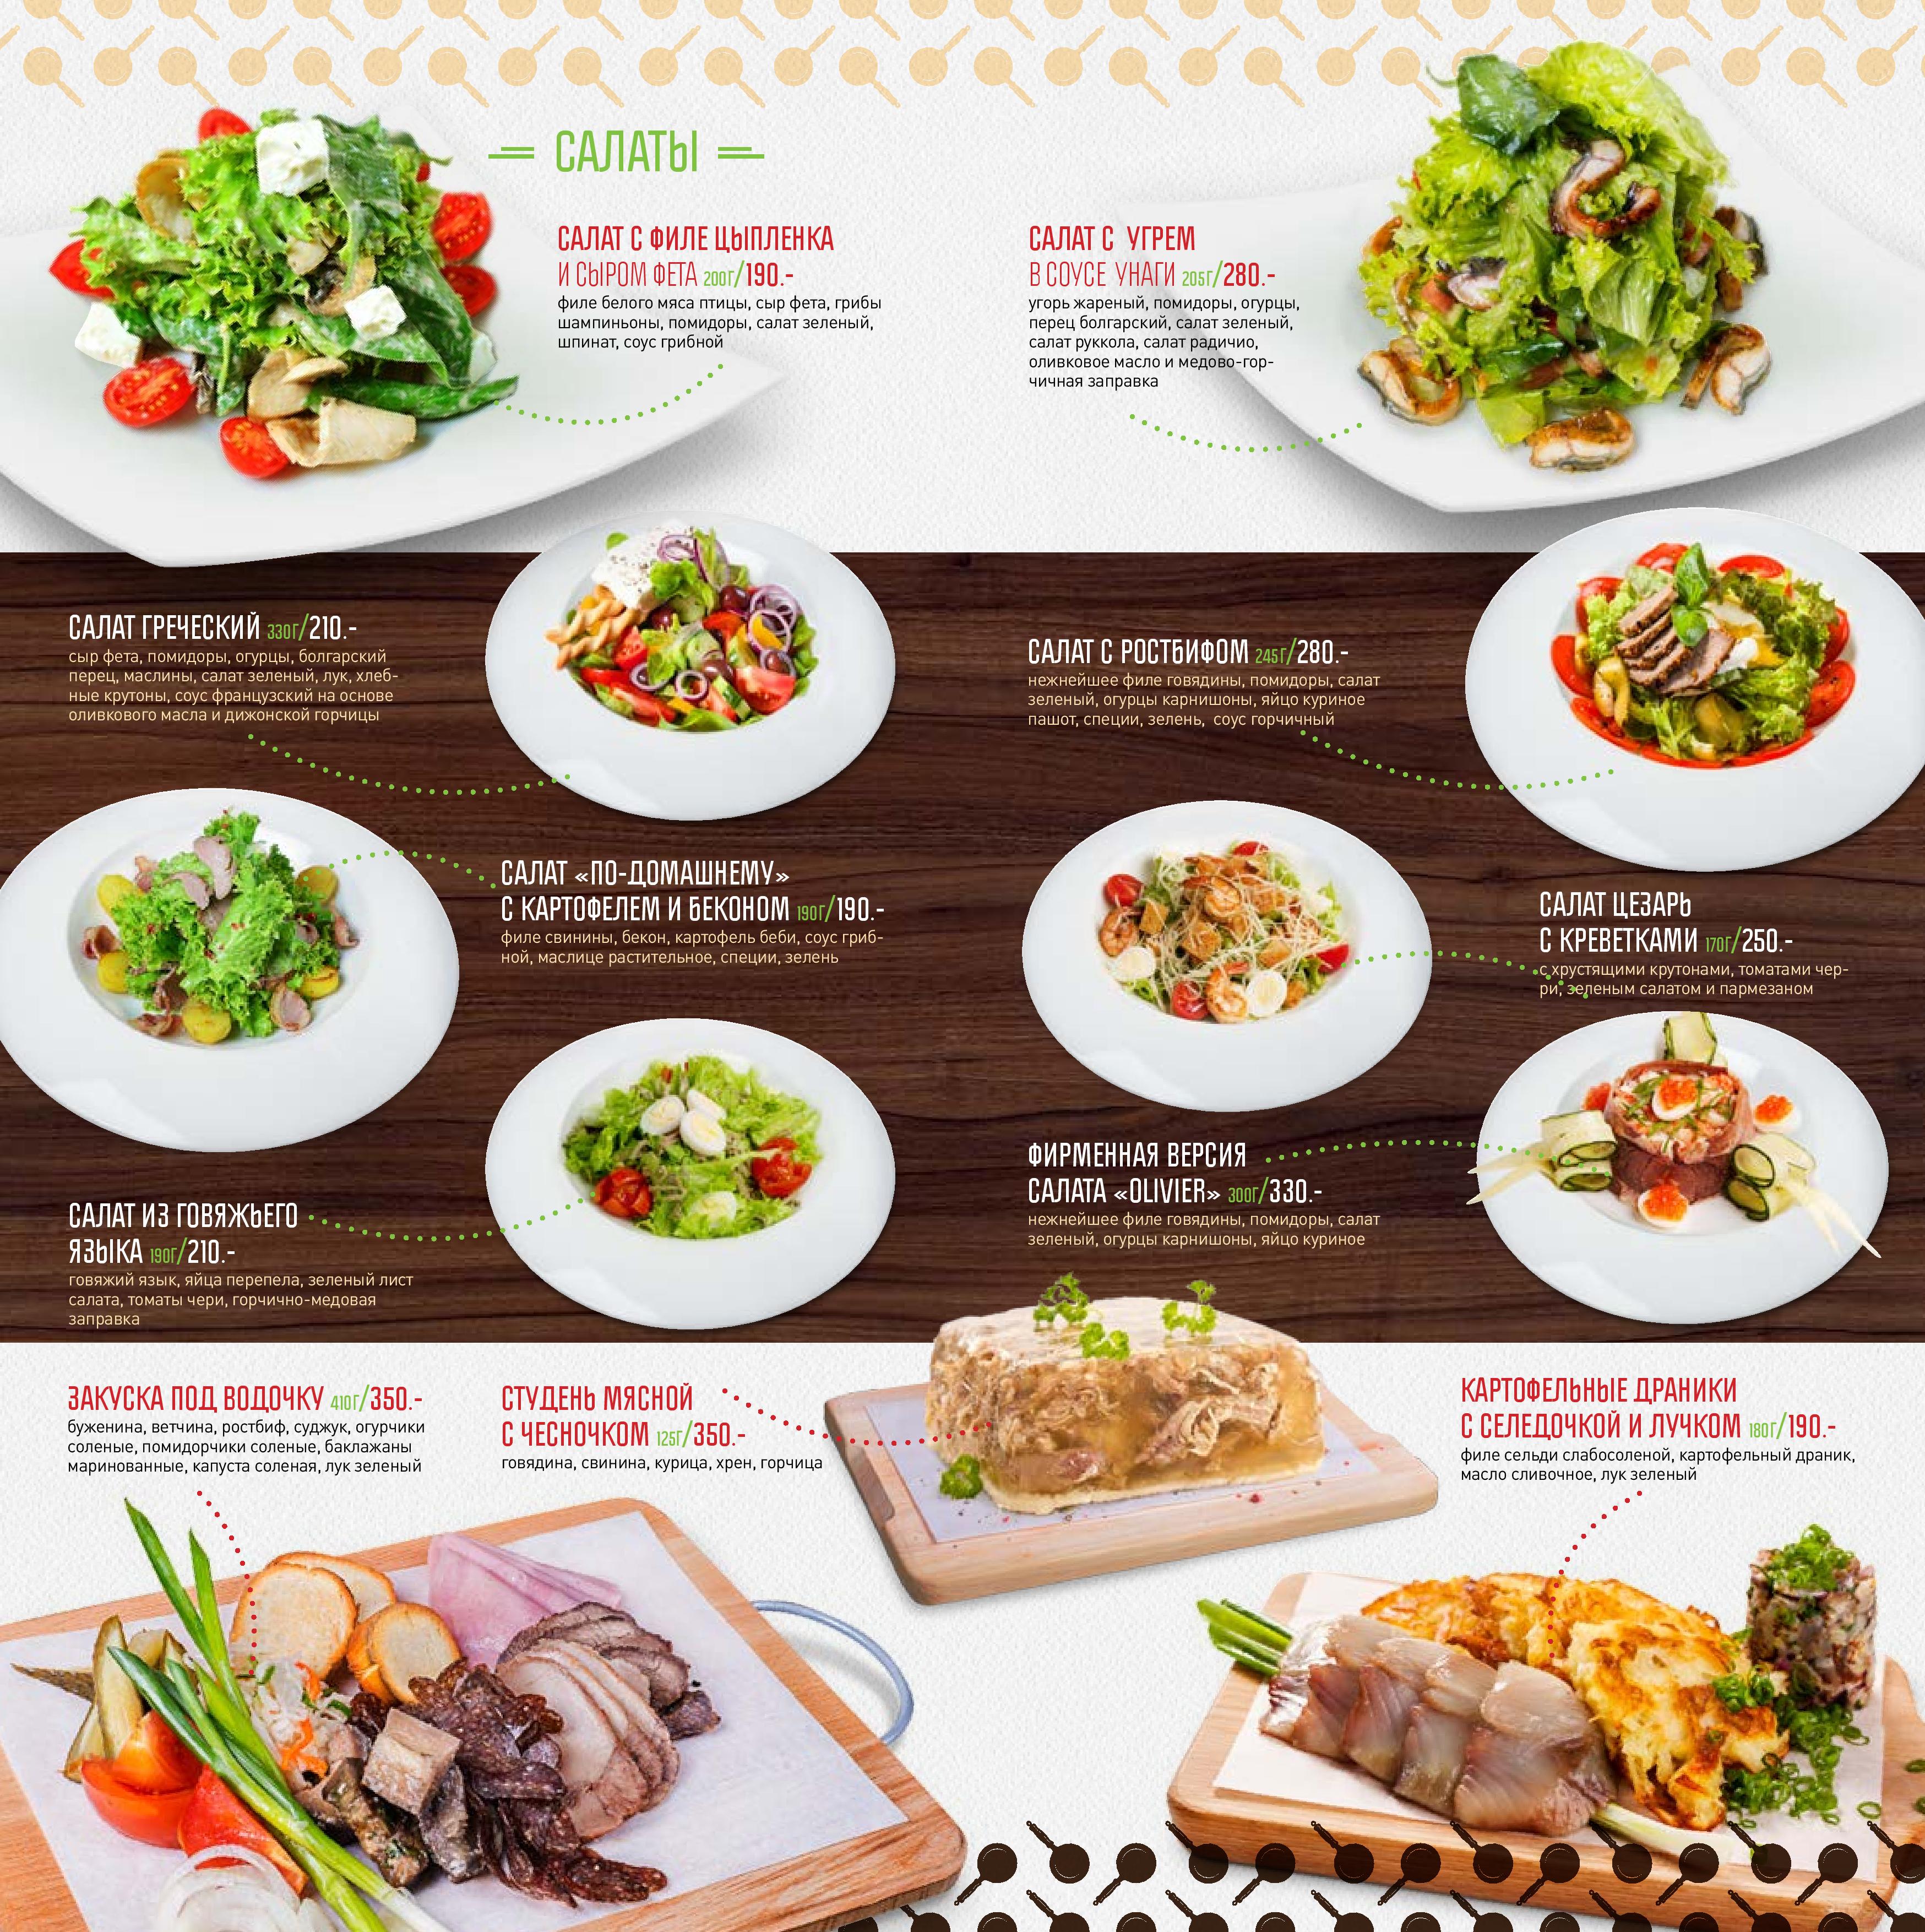 САЛАТЫ
САЛАТ С ФИЛЕ ЦЫПЛЕНКА
И СЫРОМ ФЕТА 200Г/190.-
филе белого мяса птицы, сыр фета, грибы
шампиньоны, помидоры, салат зеленый,
шпинат, соус грибной
САЛАТ С УГРЕМ
В СОУСЕ УНАГИ 205Г/280.-
угорь жареный, помидоры, огурцы,
перец болгарский, салат зеленый,
салат руккола, салат радичио,
оливковое масло и медово-гор-
чичная заправка
САЛАТ ГРЕЧЕСКИЙ 330Г/210.-
сыр фета, помидоры, огурцы, болгарский
перец, маслины, салат зеленый, лук, хлеб-
ные крутоны, соус французский на основе
оливкового масла и дижонской горчицы
САЛАТ С РОСТБИФОМ 245Г/280.-
нежнейшее филе говядины, помидоры, салат
зеленый, огурцы карнишоны, яйцо куриное
пашот, специи, зелень, соус горчичный
САЛАТ «ПО-ДОМАШНЕМУ»
С КАРТОФЕЛЕМ И БЕКОНОМ 190Г/190.-
филе свинины, бекон, картофель беби, соус гриб-
ной, маслице растительное, специи, зелень
САЛАТ ЦЕЗАРЬ
С КРЕВЕТКАМИ 170Г/250.-
с хрустящими крутонами, томатами чер-
ри, зеленым салатом и пармезаном
САЛАТ ИЗ ГОВЯЖЬЕГО
ЯЗЫКА 190Г/210.-
говяжий язык, яйца перепела, зеленый лист
салата, томаты чери, горчично-медовая
заправка
ФИРМЕННАЯ ВЕРСИЯ
САЛАТА «OLIVIER» 300Г/330.-
нежнейшее филе говядины, помидоры, салат
зеленый, огурцы карнишоны, яйцо куриное
ЗАКУСКА ПОД ВОДОЧКУ 410Г/350.-
буженина, ветчина, ростбиф, суджук, огурчики
соленые, помидорчики соленые, баклажаны
маринованные, капуста соленая, лук зеленый
СТУДЕНЬ МЯСНОЙ
С ЧЕСНОЧКОМ 125Г/350.-
говядина, свинина, курица, хрен, горчица
КАРТОФЕЛЬНЫЕ ДРАНИКИ
С СЕЛЕДОЧКОЙ И ЛУЧКОМ 180Г/190.-
филе сельди слабосоленой, картофельный драник,
масло сливочное, лук зеленый